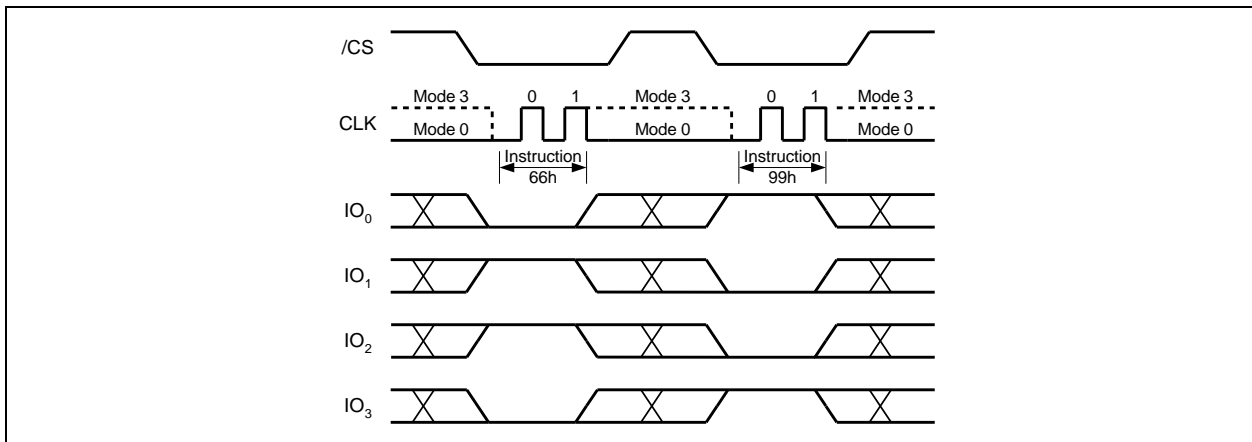 /CS
Mode 3 0 1 Mode 3 0 1 Mode 3
CLK Mode 0 Mode 0 Mode 0
Instruction Instruction
66h 99h
IO0
IO1
IO2
IO3